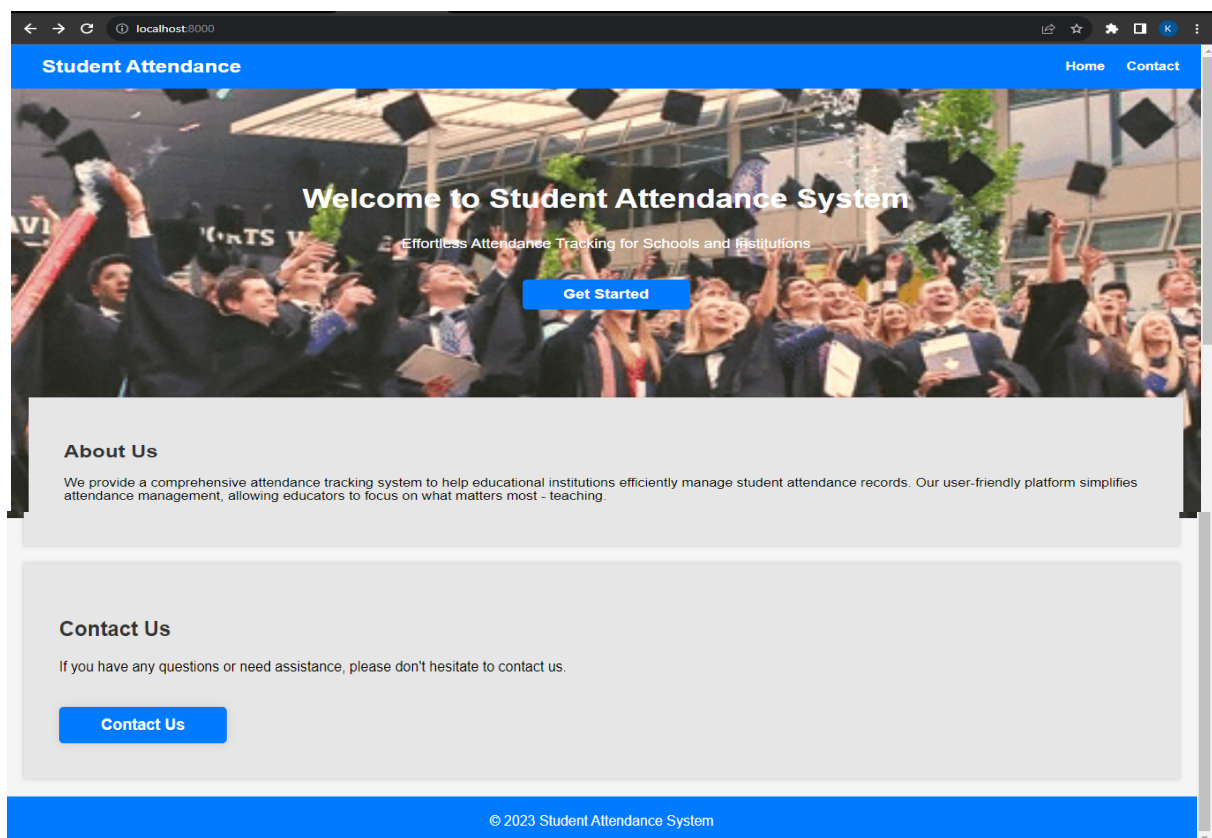 localhost:8000
K
Student Attendance
Home Contact
Welcome to Student Attendance System
Effortless Attendance Tracking for Schools and Institutions
Get Started
About Us
We provide a comprehensive attendance tracking system to help educational institutions efficiently manage student attendance records. Our user-friendly platform simplifies
attendance management, allowing educators to focus on what matters most - teaching.
Contact Us
If you have any questions or need assistance, please don't hesitate to contact us.
Contact Us
© 2023 Student Attendance System